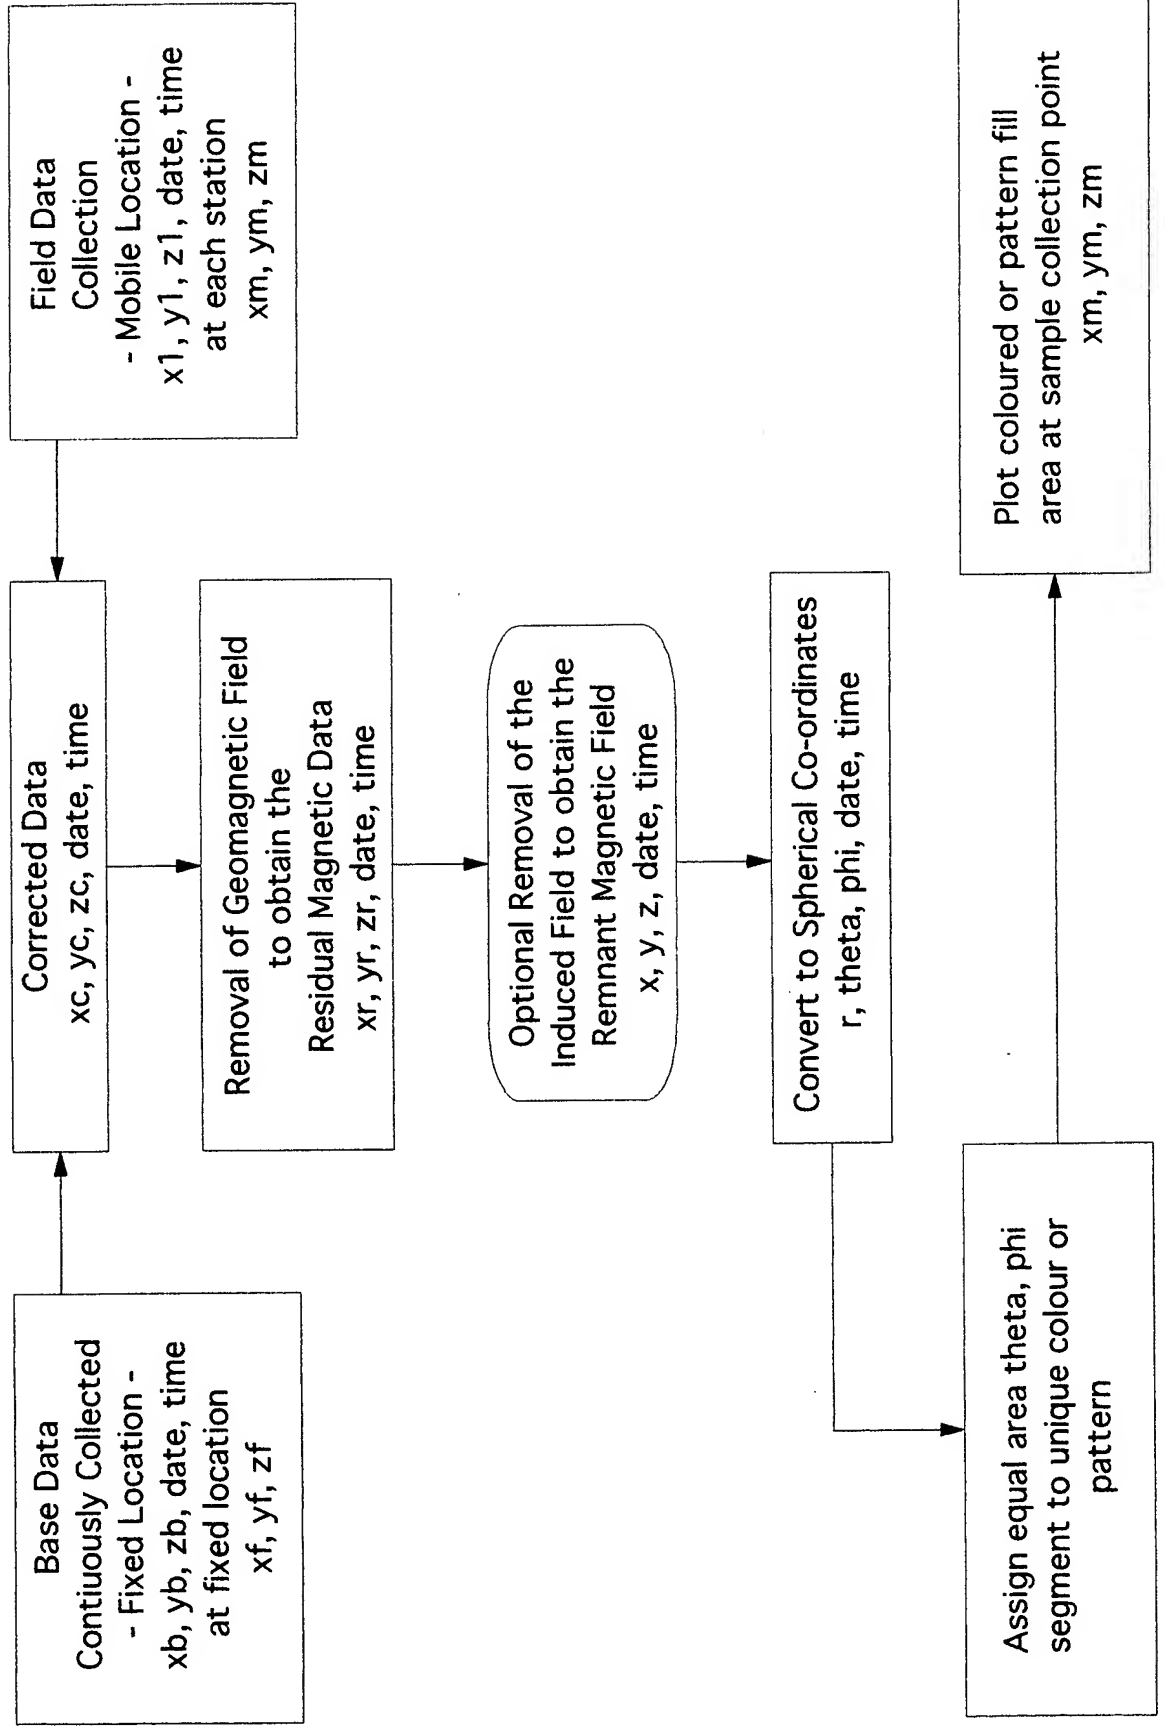 Base Data
Contiuously Collected
- Fixed Location -
xb, yb, zb, date, time
at fixed location
xf, yf, zf
Corrected Data
xc, yc, zc, date, time
Field Data
Collection
- Mobile Location -
x1, y1, z1, date, time
at each station
xm, ym, zm
Removal of Geomagnetic Field
to obtain the
Residual Magnetic Data
xr, yr, zr, date, time
Optional Removal of the
Induced Field to obtain the
Remnant Magnetic Field
x, y, z, date, time
Convert to Spherical Co-ordinates
r, theta, phi, date, time
Assign equal area theta, phi
segment to unique colour or
pattern
Plot coloured or pattern fill
area at sample collection point
xm, ym, zm